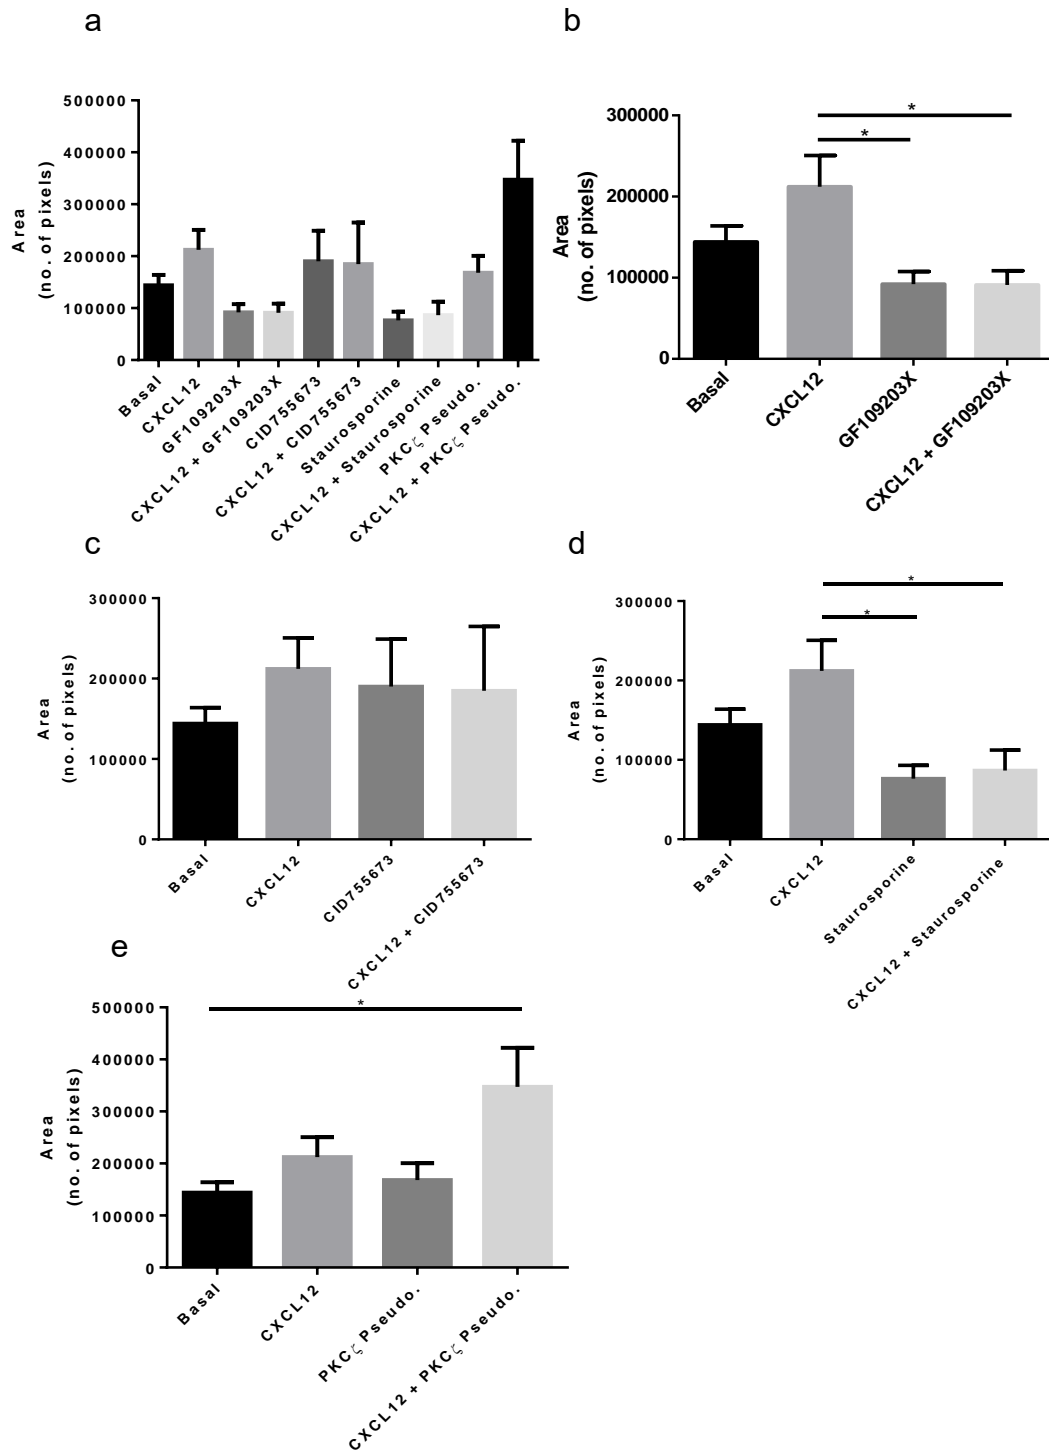 a
Area
(no. of pixels)
500000
400000
300000
200000
100000
0
Basal
CXCL12
GF109203X
CXCL12 + GF109203X
CID755673
CXCL12 + CID755673
Staurosporine
CXCL12 + Staurosporine
PKCζ Pseudo.
CXCL12 + PKCζ Pseudo.
b
Area
(no. of pixels)
300000
200000
100000
0
*
*
Basal
CXCL12
GF109203X
CXCL12 + GF109203X
c
Area
(no. of pixels)
300000
200000
100000
0
Basal
CXCL12
CID755673
CXCL12 + CID755673
d
Area
(no. of pixels)
300000
200000
100000
0
*
*
Basal
CXCL12
Staurosporine
CXCL12 + Staurosporine
e
Area
(no. of pixels)
500000
400000
300000
200000
100000
0
*
Basal
CXCL12
PKCζ Pseudo.
CXCL12 + PKCζ Pseudo.